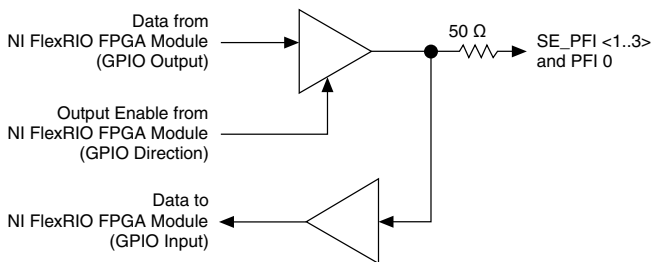 Data from
NI FlexRIO FPGA Module
(GPIO Output)
50 Ω
SE_PFI <1..3>
and PFI 0
Output Enable from
NI FlexRIO FPGA Module
(GPIO Direction)
Data to
NI FlexRIO FPGA Module
(GPIO Input)